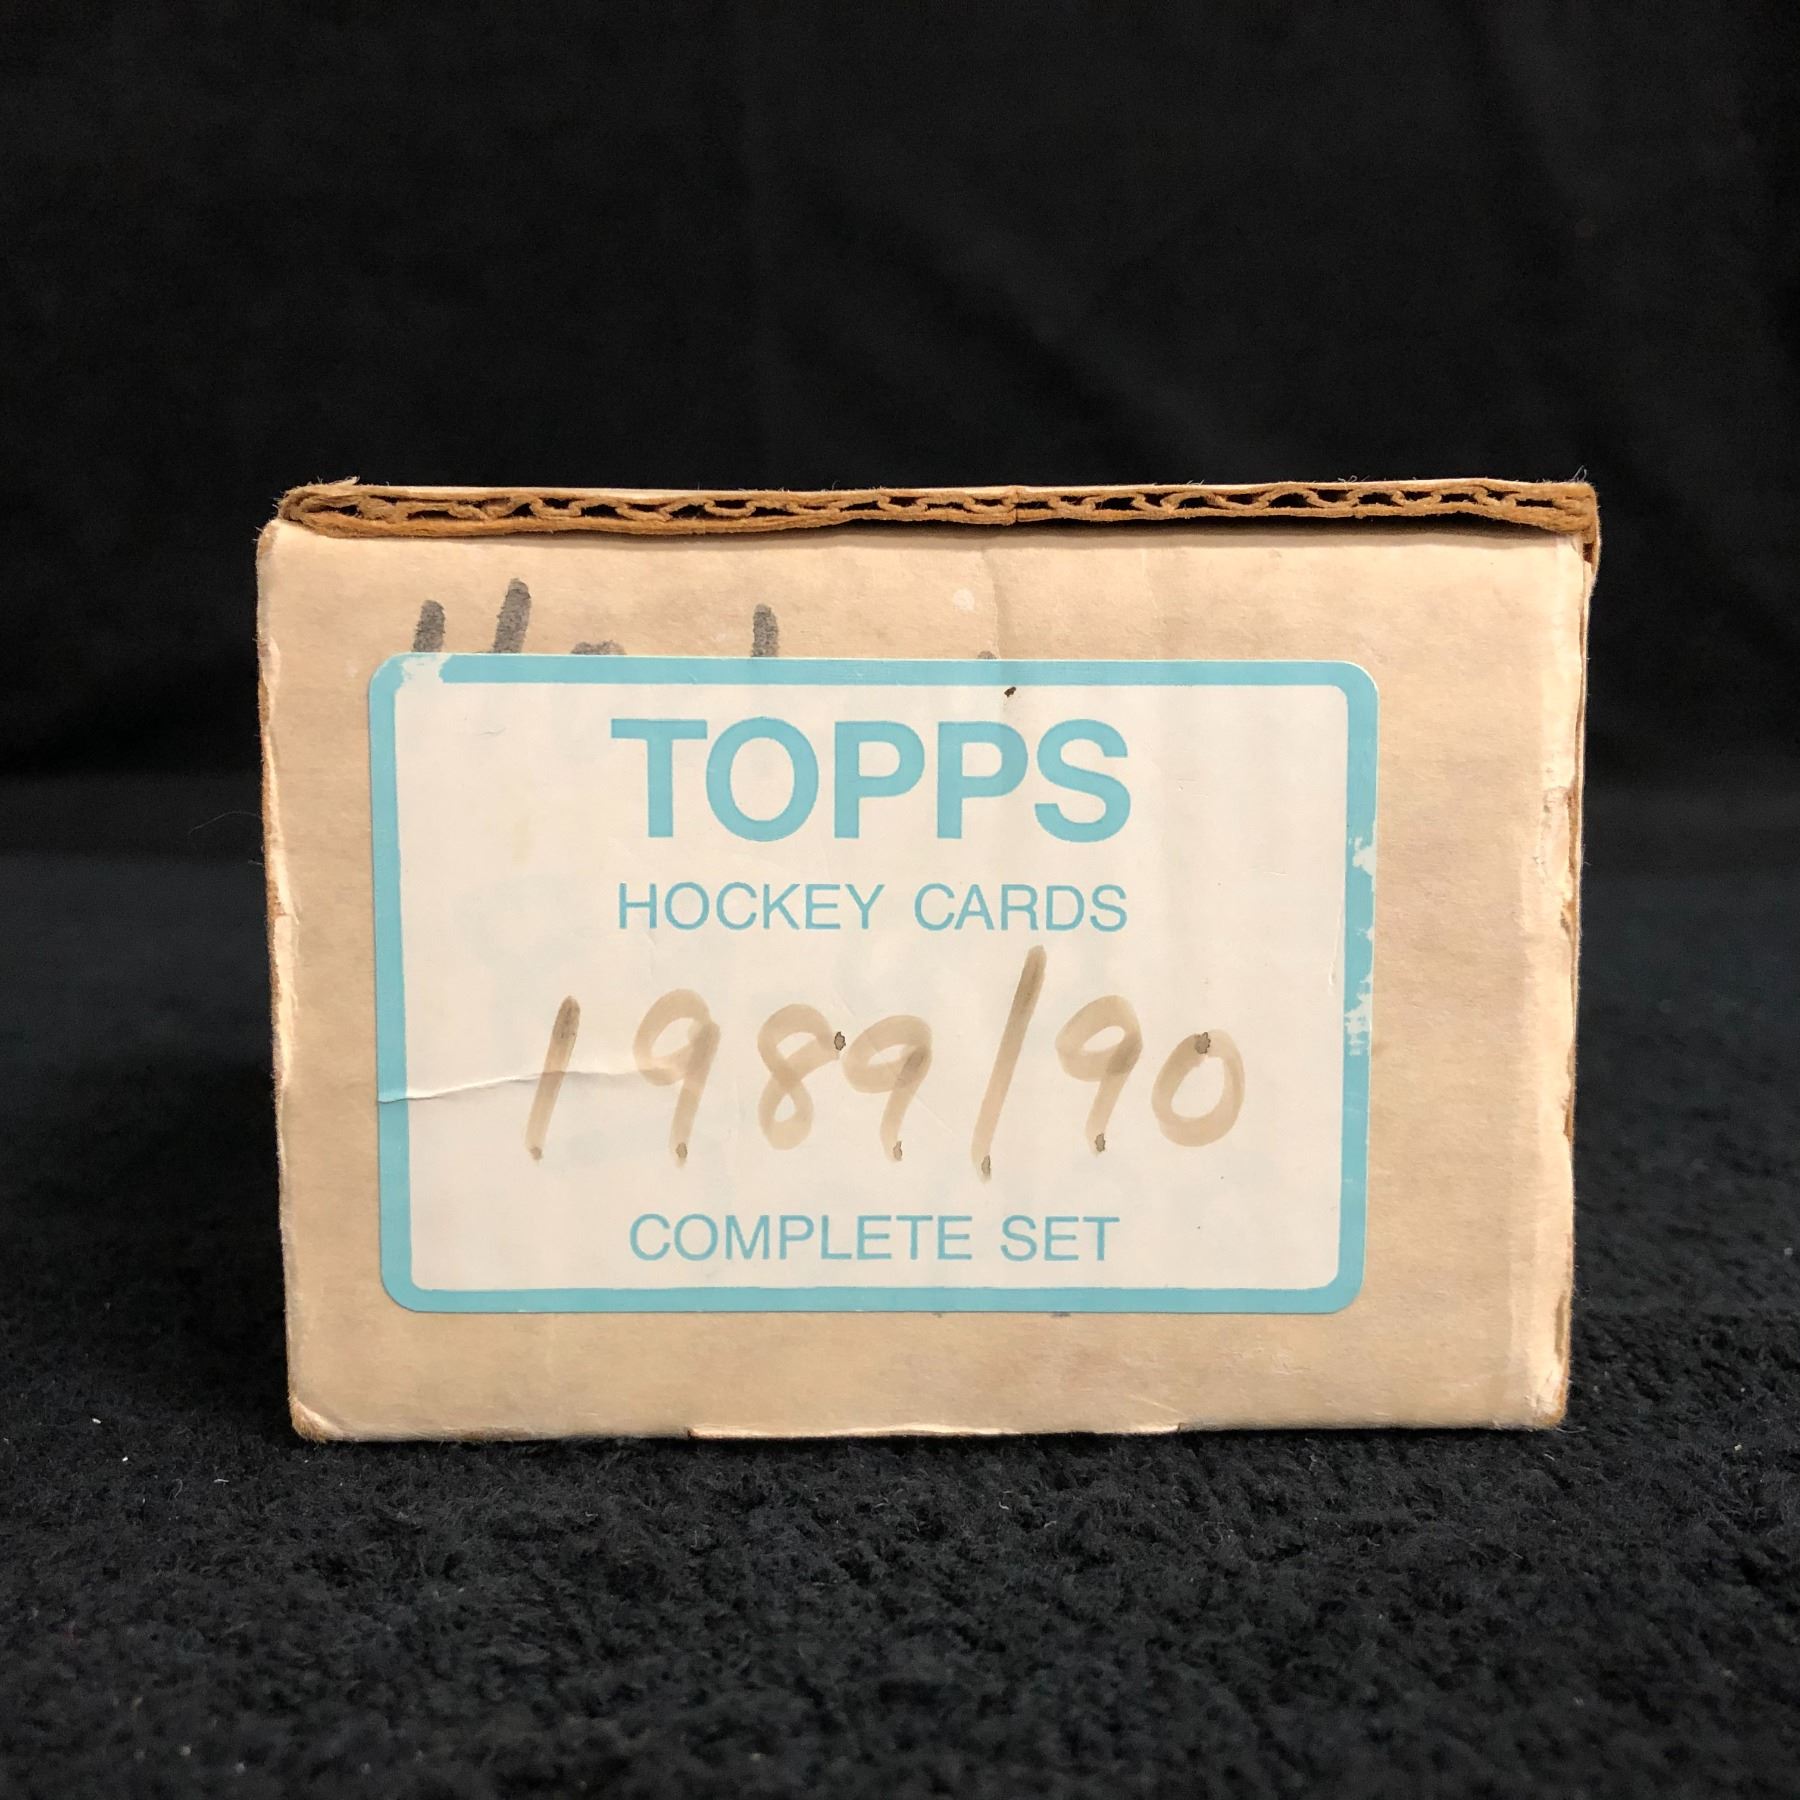 TOPPS
HOCKEY CARDS
1989/90
COMPLETE SET